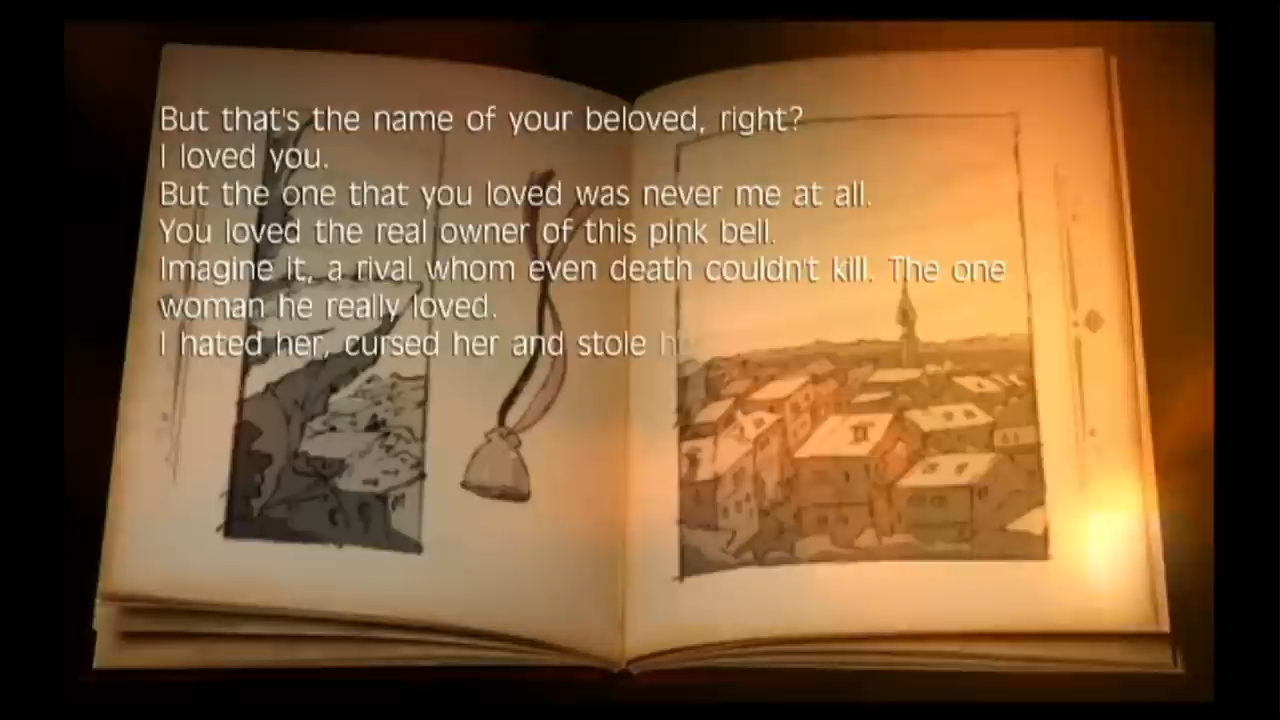 But that's the name of your beloved, right?
I loved you.
But the one that you loved was never me at all.
You loved the real owner of this pink bell.
Imagine it, a rival whom even death couldn't kill. The one
woman he really loved.
I hated her, cursed her and stole